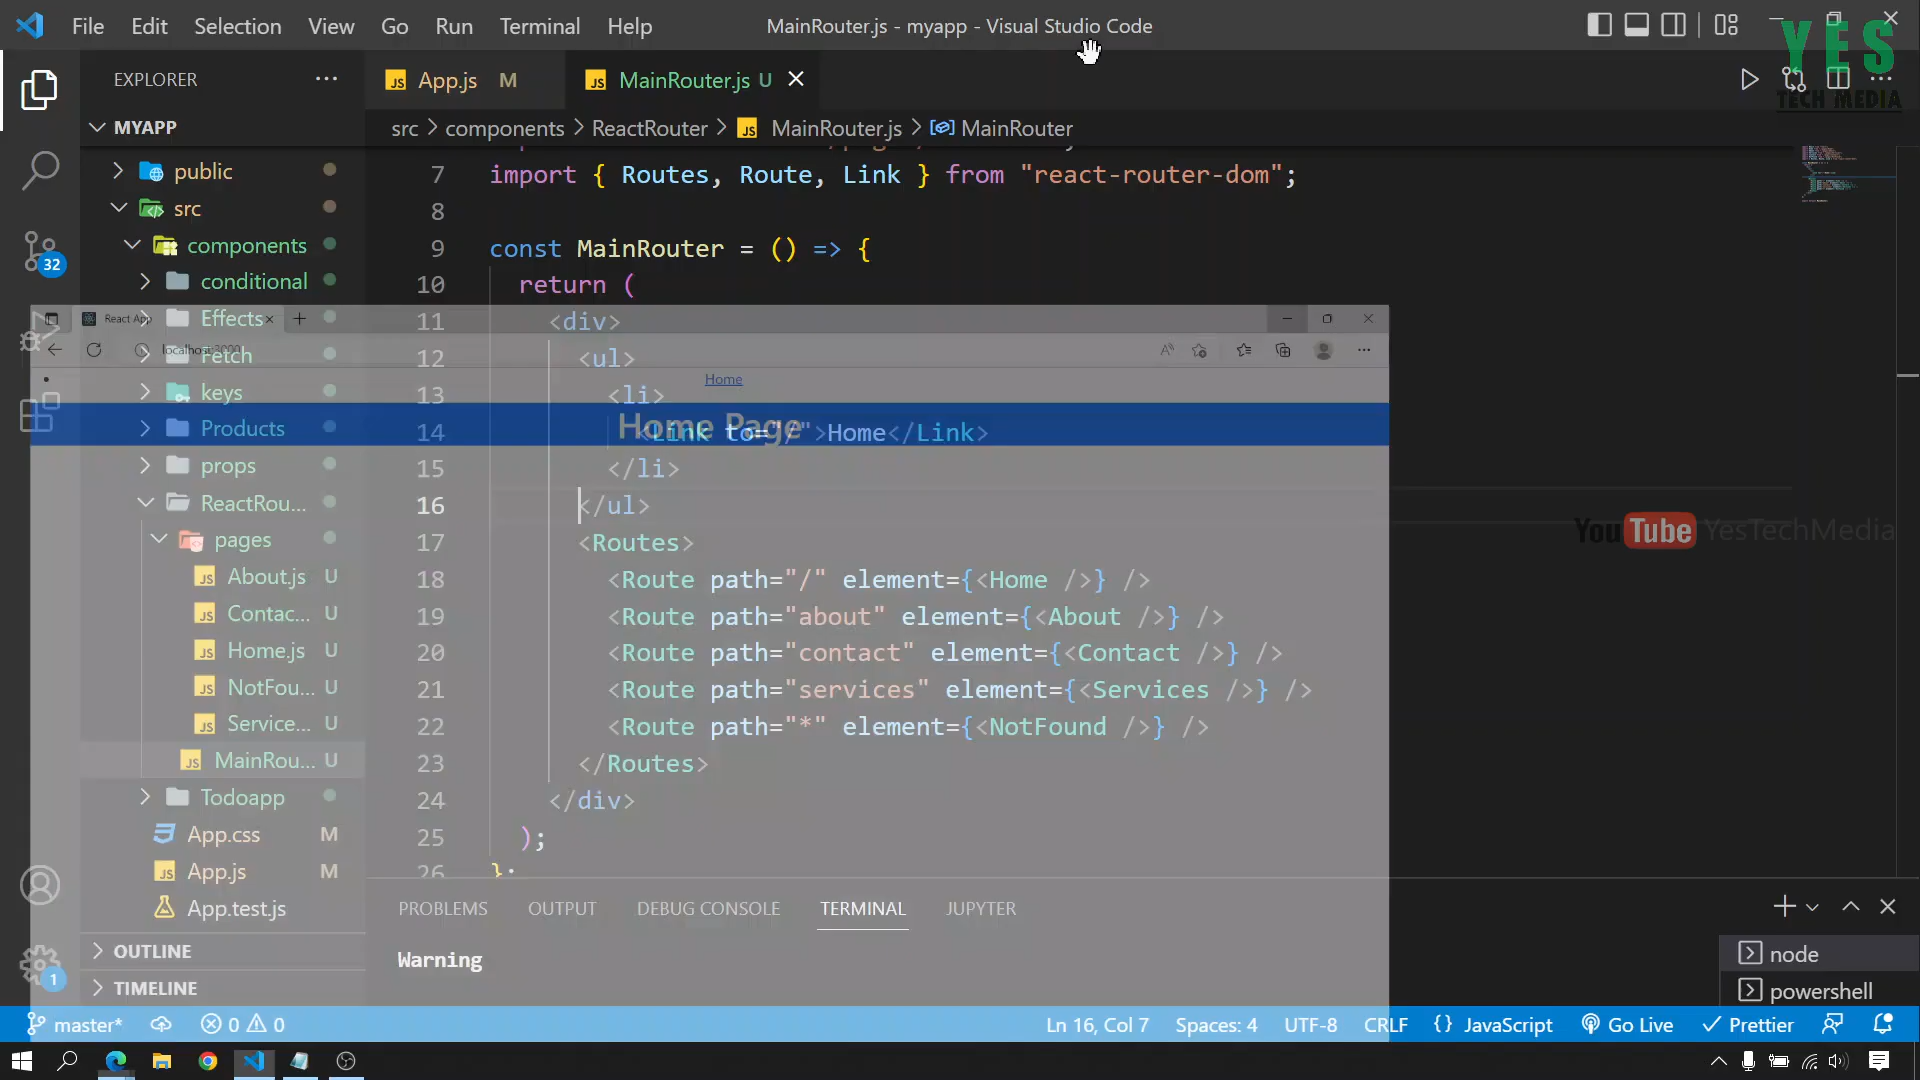 File Edit Selection View Go Run Terminal Help
MainRouter.js - myapp - Visual Studio Code
YES
TECH MEDIA
EXPLORER
App.js M
MainRouter.js U
MYAPP
src > components > ReactRouter > MainRouter.js > MainRouter
public
src
components
conditional
Effects
Fetch
keys
Products
props
ReactRou...
pages
About.js U
Contac... U
Home.js U
NotFou... U
Service... U
MainRou... U
Todoapp
App.css M
App.js M
App.test.js
OUTLINE
TIMELINE
32
1
7 import { Routes, Route, Link } from "react-router-dom";
8
9 const MainRouter = () => {
10 return (
11 <div>
12 <ul>
13 <li>
14 <Link to="/">Home</Link>
15 </li>
16 </ul>
17 <Routes>
18 <Route path="/" element={<Home />} />
19 <Route path="about" element={<About />} />
20 <Route path="contact" element={<Contact />} />
21 <Route path="services" element={<Services />} />
22 <Route path="*" element={<NotFound />} />
23 </Routes>
24 </div>
25 );
26 };
React App
localhost:3000
Home
Home Page
YouTube YesTechMedia
PROBLEMS OUTPUT DEBUG CONSOLE TERMINAL JUPYTER
Warning
node
powershell
master* 0 0 Ln 16, Col 7 Spaces: 4 UTF-8 CRLF {} JavaScript Go Live Prettier